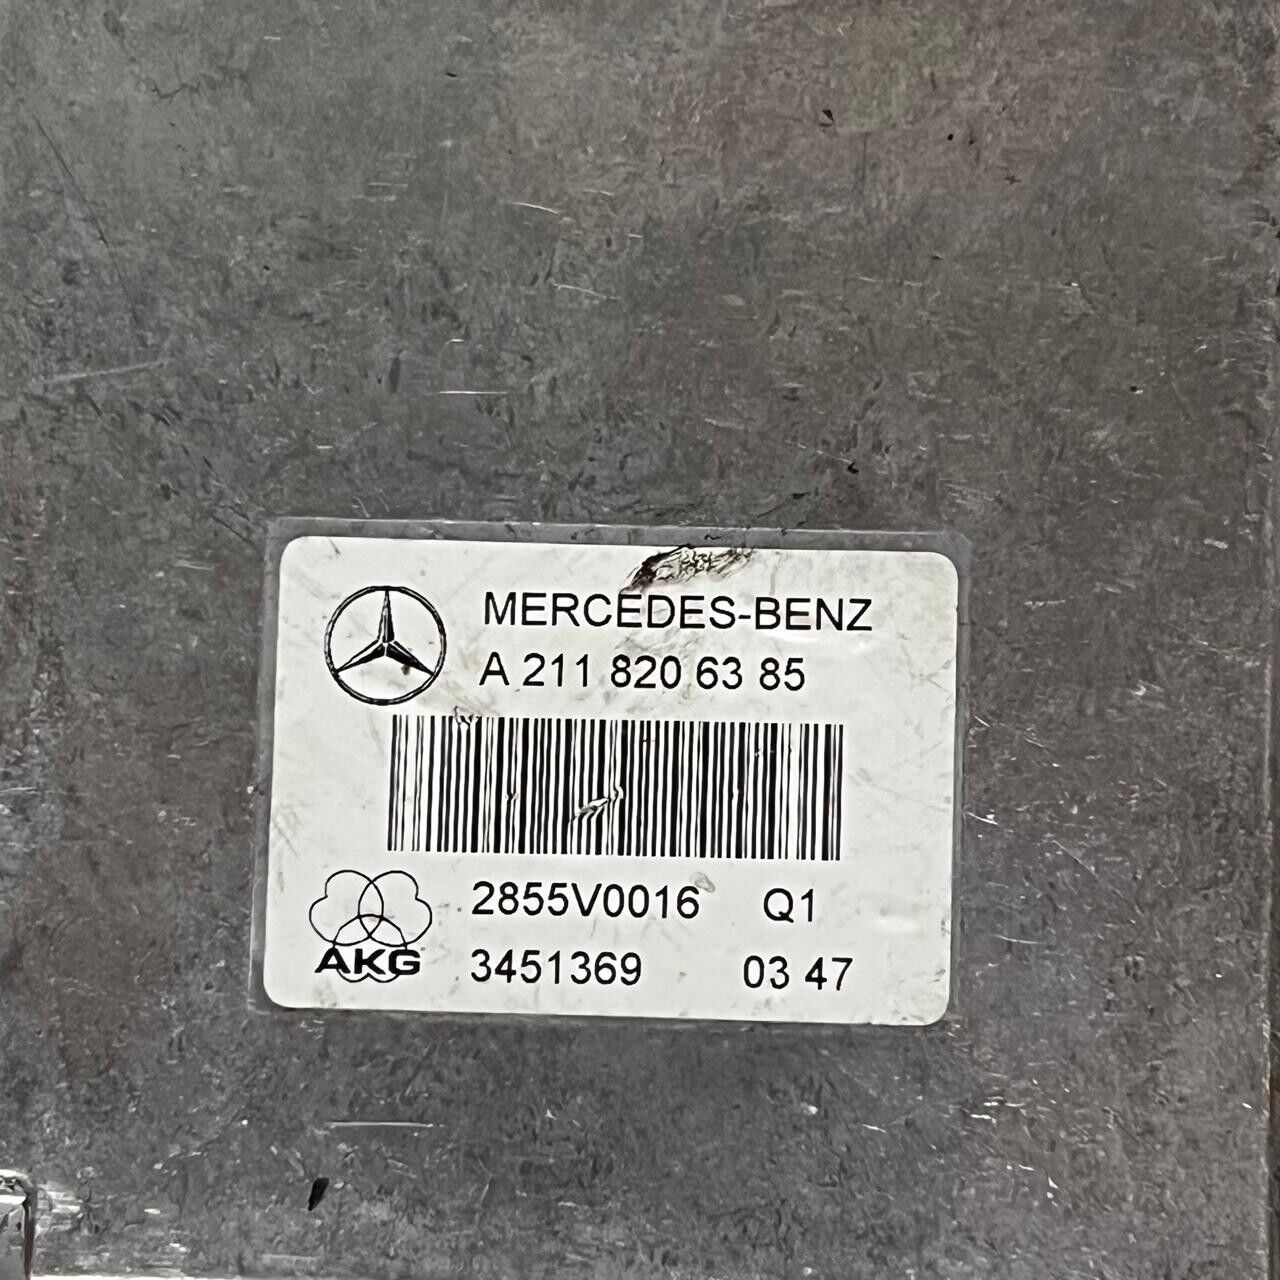 MERCEDES-BENZ
A 211 820 63 85
2855V0016 Q1
AKG
3451369 03 47